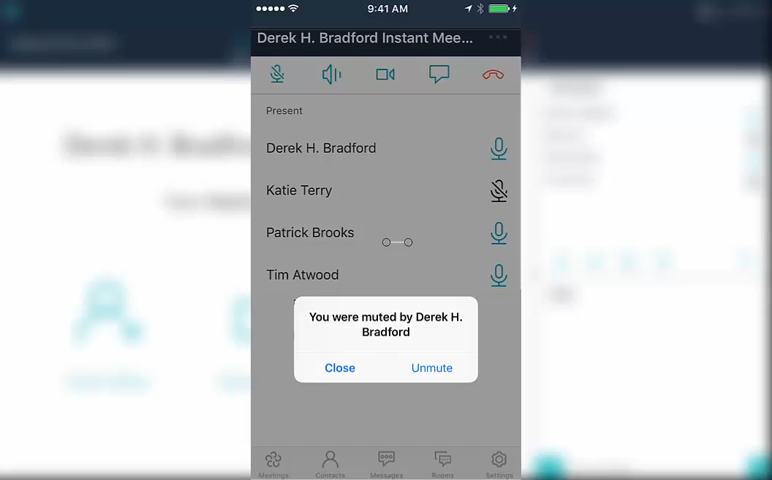 9:41 AM
Derek H. Bradford Instant Mee...
Present
Derek H. Bradford
Katie Terry
Patrick Brooks
Tim Atwood
You were muted by Derek H.
Bradford
Close Unmute
Meetings Contacts Messages Rooms Settings